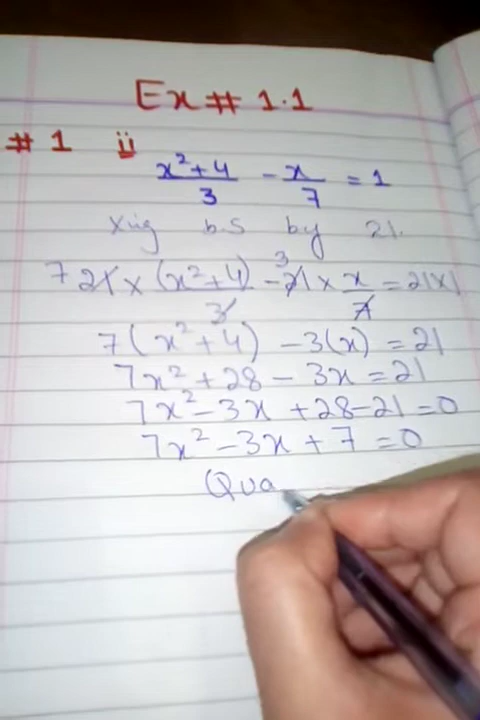 Ex # 1.1
# 1 ii
x²+4/3 - x/7 = 1
xing b.s by 21.
7 21 x (x²+4)/3 - 3 21 x x/7 = 21x1
7(x²+4) - 3(x) = 21
7x² + 28 - 3x = 21
7x² - 3x + 28 - 21 = 0
7x² - 3x + 7 = 0
Qua